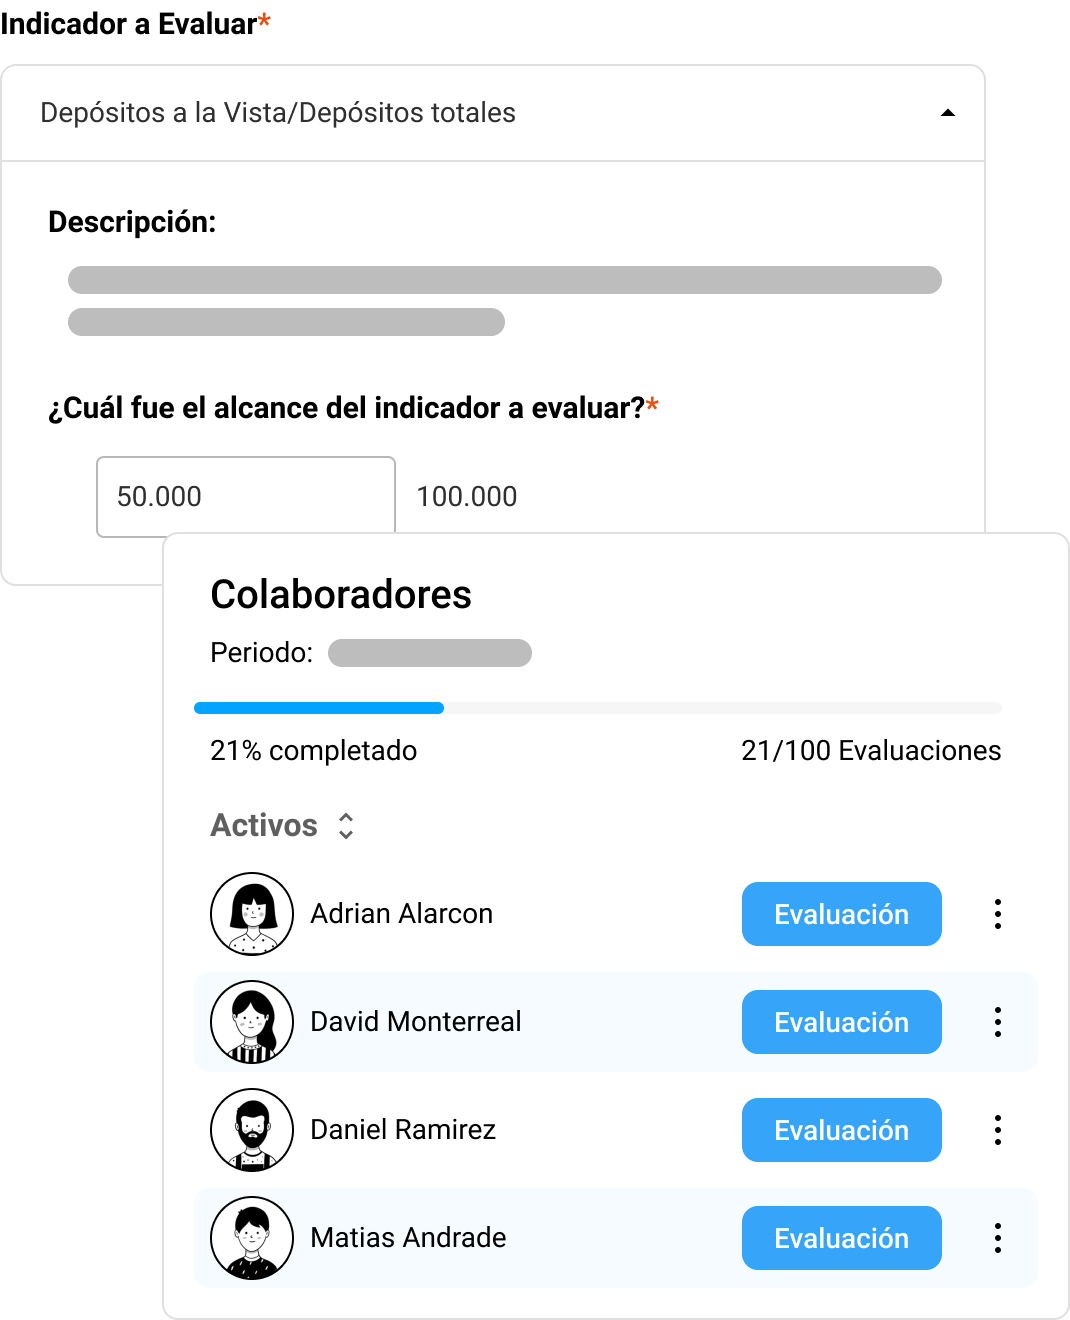 Indicador a Evaluar*
Depósitos a la Vista/Depósitos totales
Descripción:
¿Cuál fue el alcance del indicador a evaluar?*
50.000 100.000
Colaboradores
Periodo:
21% completado 21/100 Evaluaciones
Activos
Adrian Alarcon Evaluación
David Monterreal Evaluación
Daniel Ramirez Evaluación
Matias Andrade Evaluación